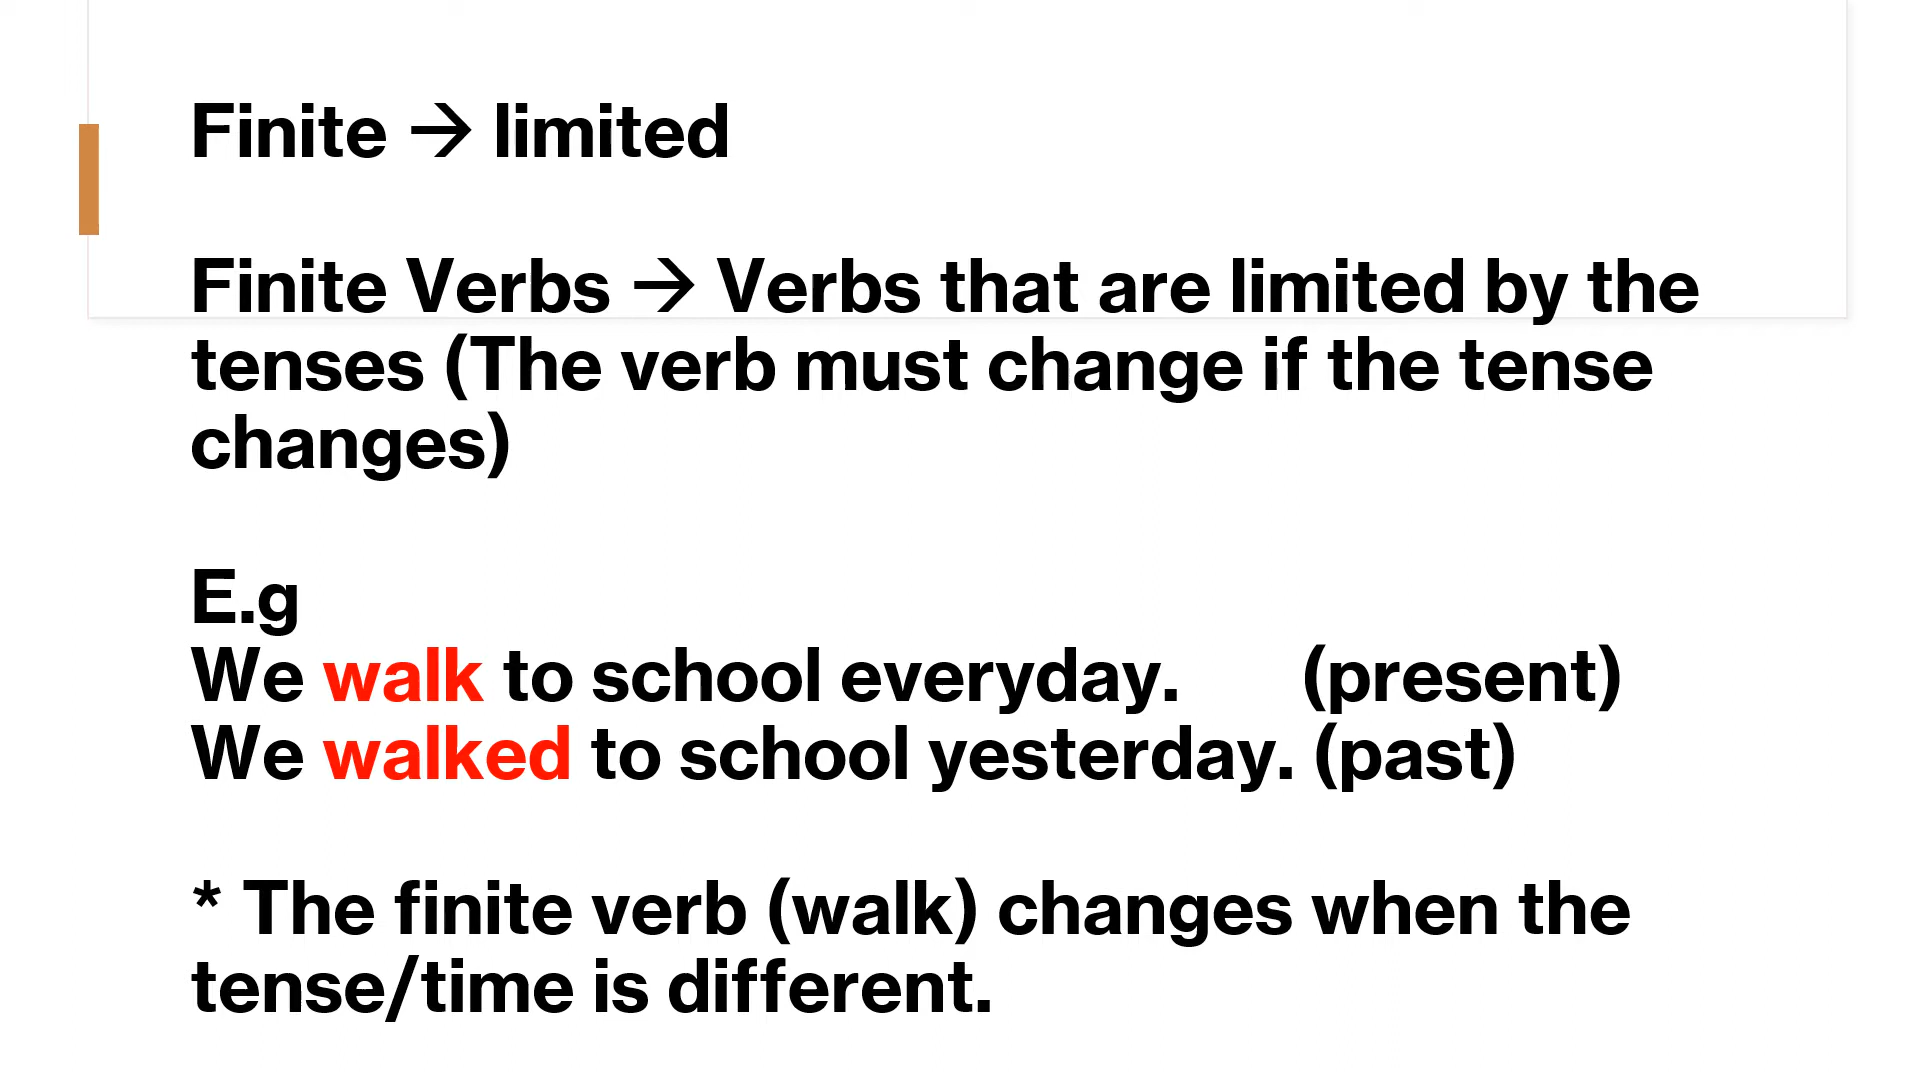 Finite → limited
Finite Verbs → Verbs that are limited by the
tenses (The verb must change if the tense
changes)
E.g
We walk to school everyday. (present)
We walked to school yesterday. (past)
* The finite verb (walk) changes when the
tense/time is different.